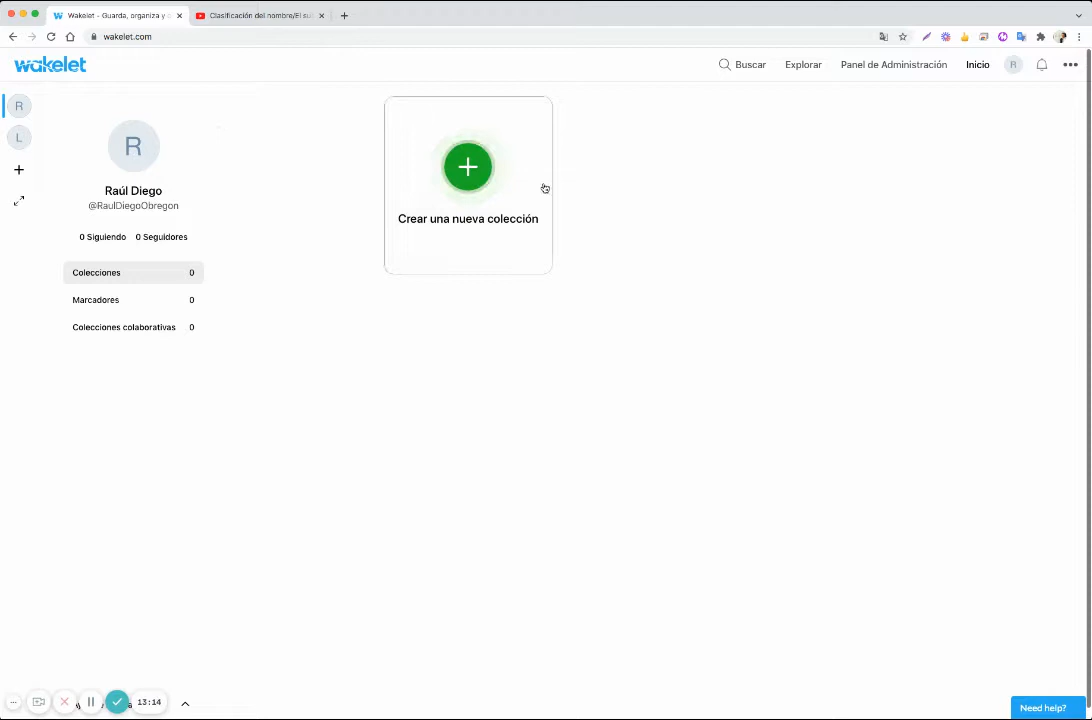 Wakelet - Guarda, organiza y c
Clasificación del nombre/El su
wakelet.com
wakelet
Buscar
Explorar
Panel de Administración
Inicio
R
R
L
R
Raúl Diego
@RaulDiegoObregon
0 Siguiendo 0 Seguidores
Colecciones 0
Marcadores 0
Colecciones colaborativas 0
Crear una nueva colección
13:14
Need help?